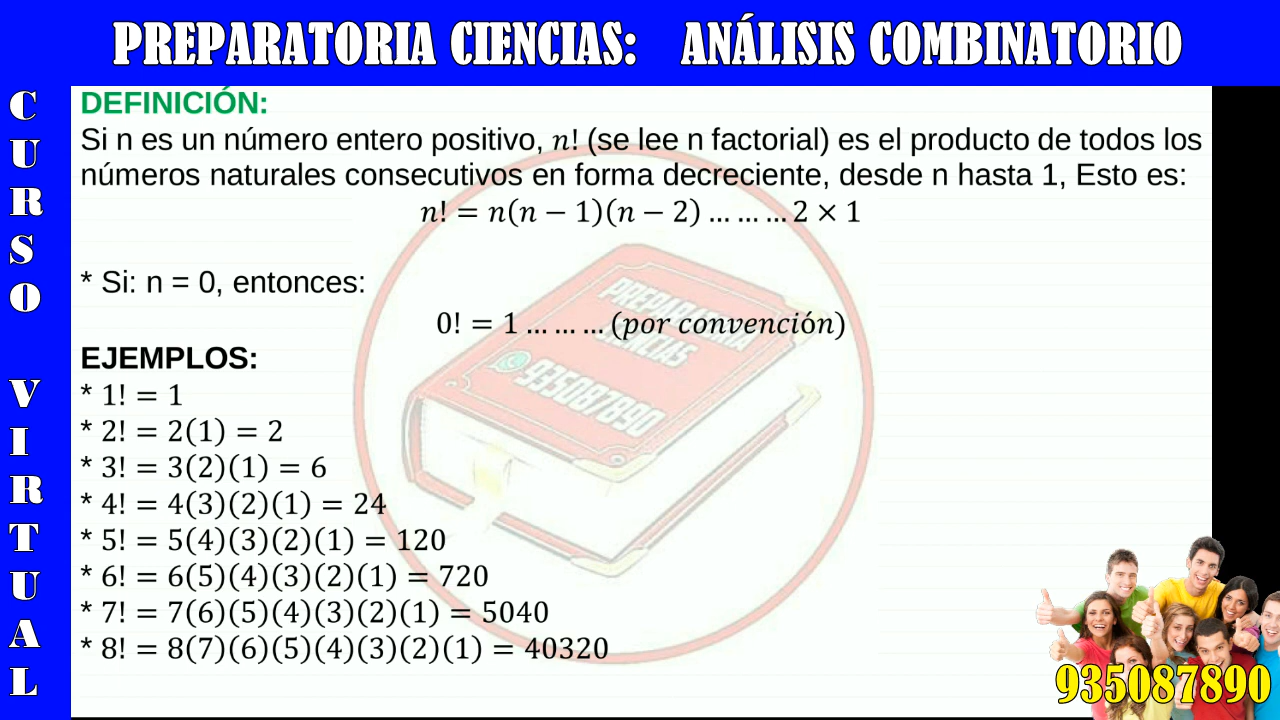 PREPARATORIA CIENCIAS: ANÁLISIS COMBINATORIO
CURSO VIRTUAL
DEFINICIÓN:
Si n es un número entero positivo, n! (se lee n factorial) es el producto de todos los
números naturales consecutivos en forma decreciente, desde n hasta 1, Esto es:
n! = n(n − 1)(n − 2) ... ... ... 2 × 1
* Si: n = 0, entonces:
0! = 1 ... ... ... (por convención)
EJEMPLOS:
* 1! = 1
* 2! = 2(1) = 2
* 3! = 3(2)(1) = 6
* 4! = 4(3)(2)(1) = 24
* 5! = 5(4)(3)(2)(1) = 120
* 6! = 6(5)(4)(3)(2)(1) = 720
* 7! = 7(6)(5)(4)(3)(2)(1) = 5040
* 8! = 8(7)(6)(5)(4)(3)(2)(1) = 40320
PREPARATORIA
CIENCIAS
935087890
935087890